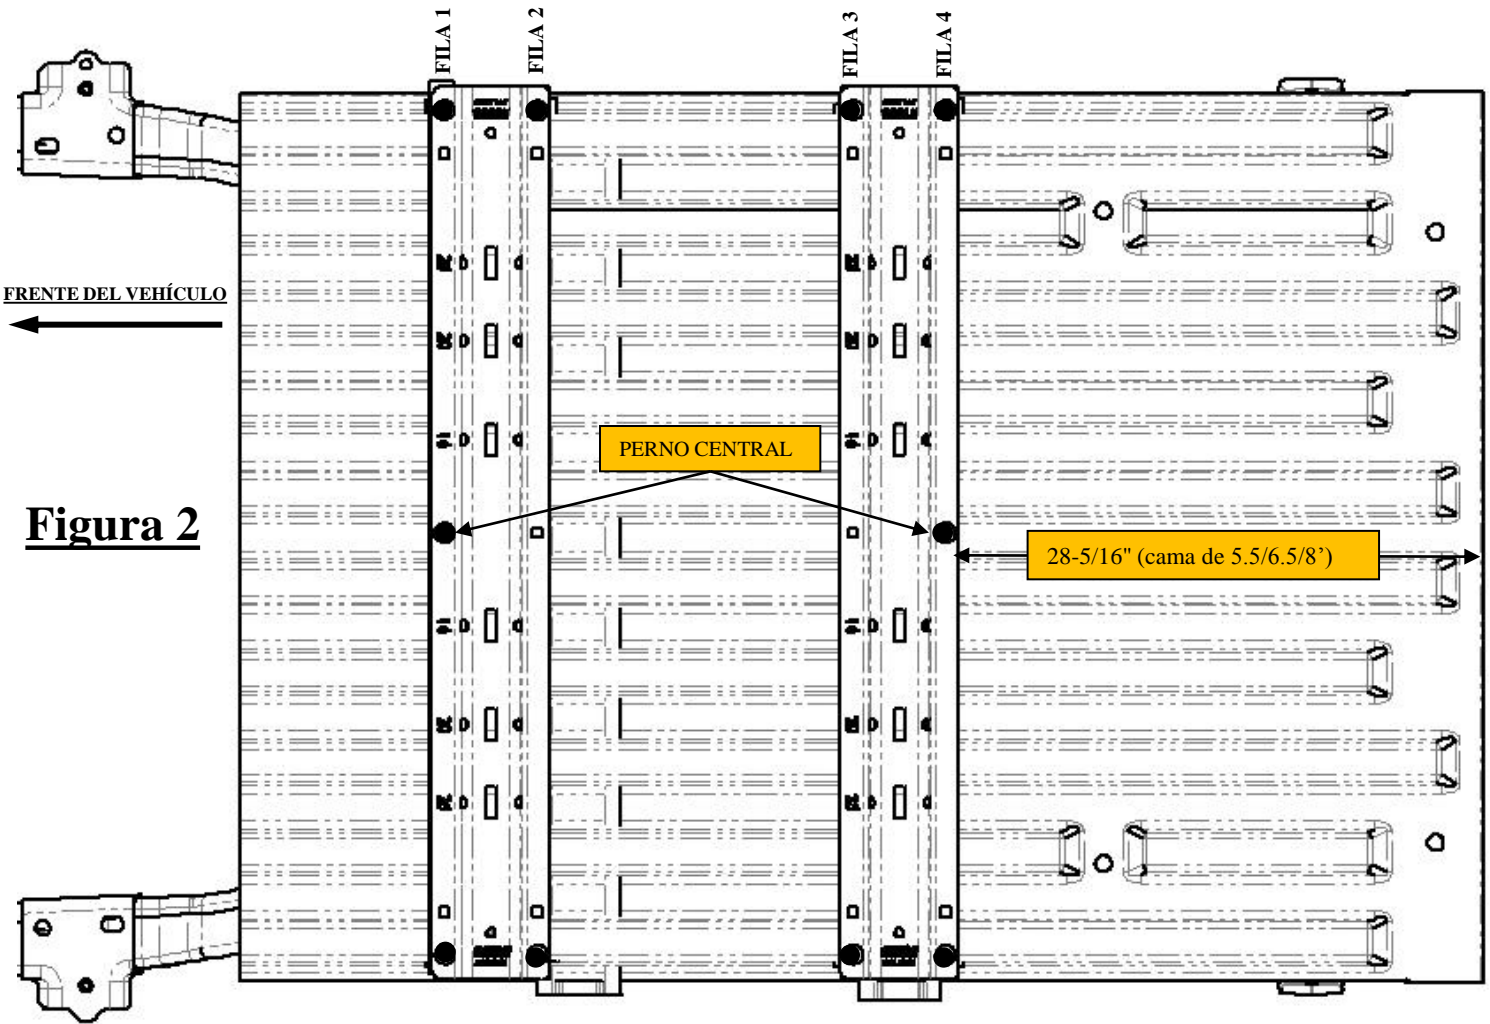 FILA 1
FILA 2
FILA 3
FILA 4
FRENTE DEL VEHÍCULO
PERNO CENTRAL
Figura 2
28-5/16" (cama de 5.5/6.5/8’)